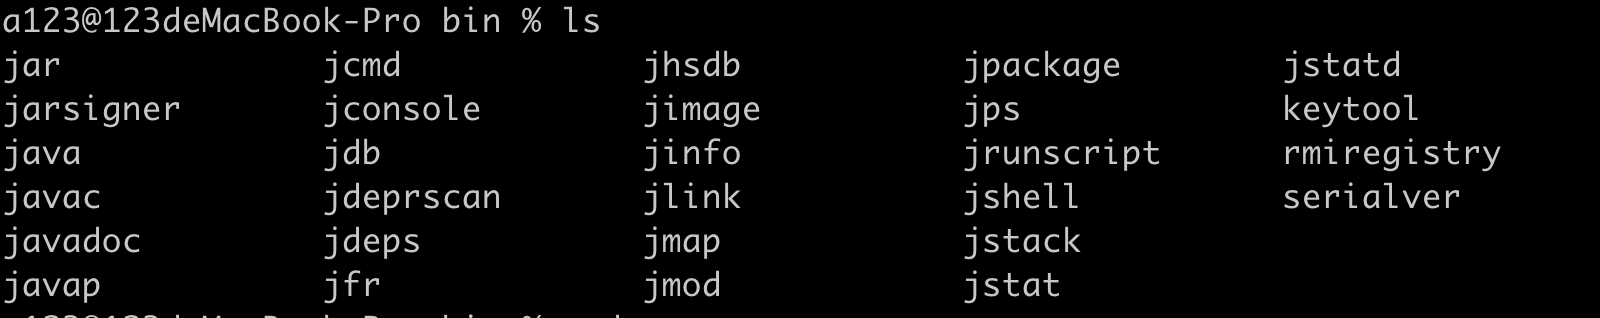 a123@123deMacBook-Pro bin % ls
jar jcmd jhsdb jpackage jstatd
jarsigner jconsole jimage jps keytool
java jdb jinfo jrunscript rmiregistry
javac jdeprscan jlink jshell serialver
javadoc jdeps jmap jstack
javap jfr jmod jstat